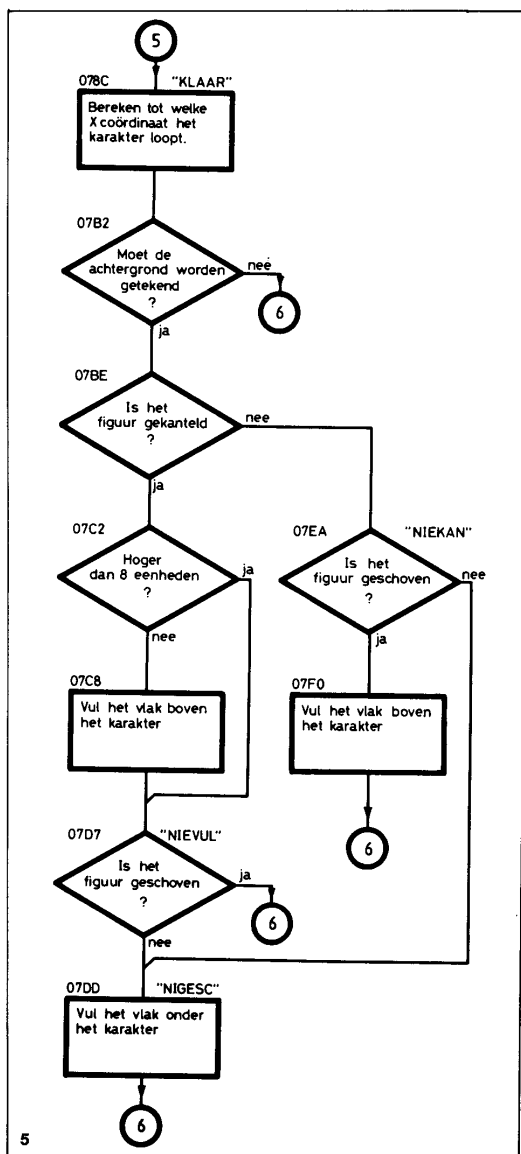 5
078C "KLAAR"
Bereken tot welke
X coördinaat het
karakter loopt.
07B2
Moet de
achtergrond worden
getekend
?
nee
6
ja
07BE
Is het
figuur gekanteld
?
nee
ja
07C2
Hoger
dan 8 eenheden
?
ja
nee
07EA "NIEKAN"
Is het
figuur geschoven
?
nee
ja
07C8
Vul het vlak boven
het karakter
07F0
Vul het vlak boven
het karakter
6
07D7 "NIEVUL"
Is het
figuur geschoven
?
ja
6
nee
07DD "NIGESC"
Vul het vlak onder
het karakter
6
5